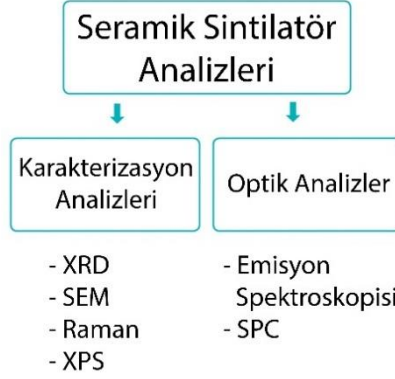 Seramik Sintilatör
Analizleri
Karakterizasyon
Analizleri
- XRD
- SEM
- Raman
- XPS
Optik Analizler
- Emisyon
Spektroskopisi
- SPC